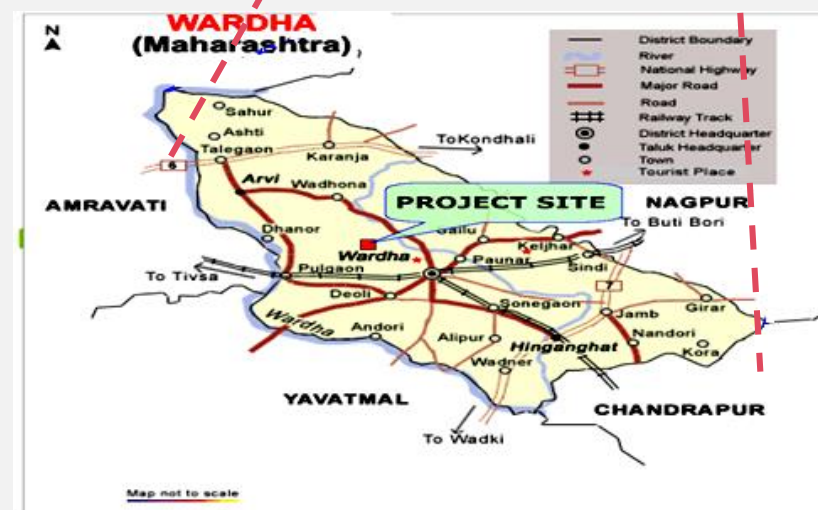 WARDHA
(Maharashtra)
N
District Boundary
River
National Highway
Major Road
Road
Railway Track
District Headquarter
Taluk Headquarter
Town
Tourist Place
Sahur
Ashti
Talegaon
Karanja
To Kondhali
6
Arvi
Wadhona
AMRAVATI
PROJECT SITE
NAGPUR
To Buti Bori
Dhanor
Wardha
Paunar
Keljhar
Sindi
To Tivsa
Pulgaon
7
Deoli
Sonegaon
Girar
Jamb
Wardha
Andori
Alipur
Hinganghat
Nandori
Kora
Wadner
YAVATMAL
CHANDRAPUR
To Wadki
Map not to scale